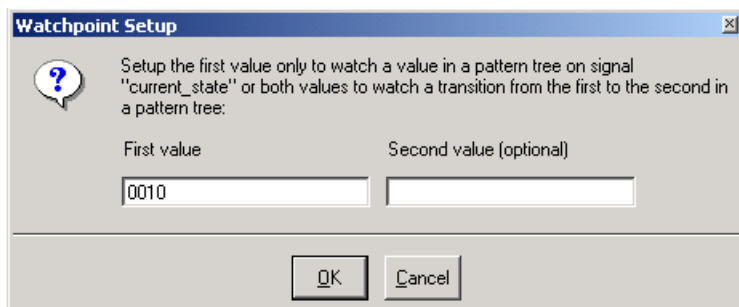 Watchpoint Setup
Setup the first value only to watch a value in a pattern tree on signal
"current_state" or both values to watch a transition from the first to the second in
a pattern tree:
First value Second value (optional)
0010
OK Cancel